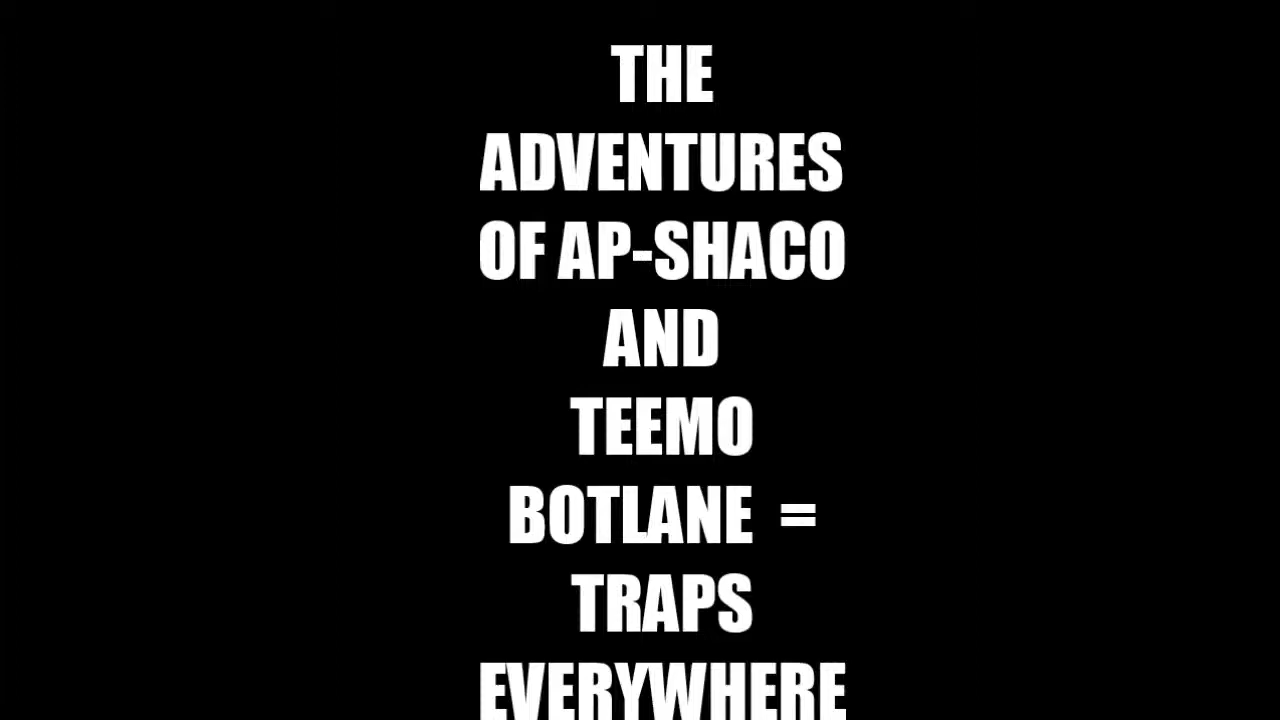 THE
ADVENTURES
OF AP-SHACO
AND
TEEMO
BOTLANE =
TRAPS
EVERYWHERE